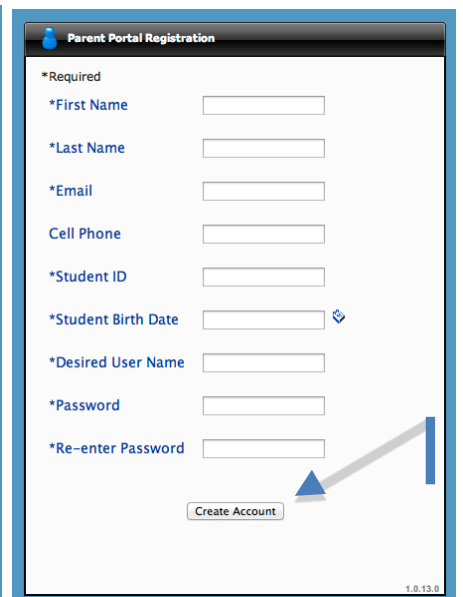 Parent Portal Registration
*Required
*First Name
*Last Name
*Email
Cell Phone
*Student ID
*Student Birth Date
*Desired User Name
*Password
*Re-enter Password
Create Account
1.0.13.0